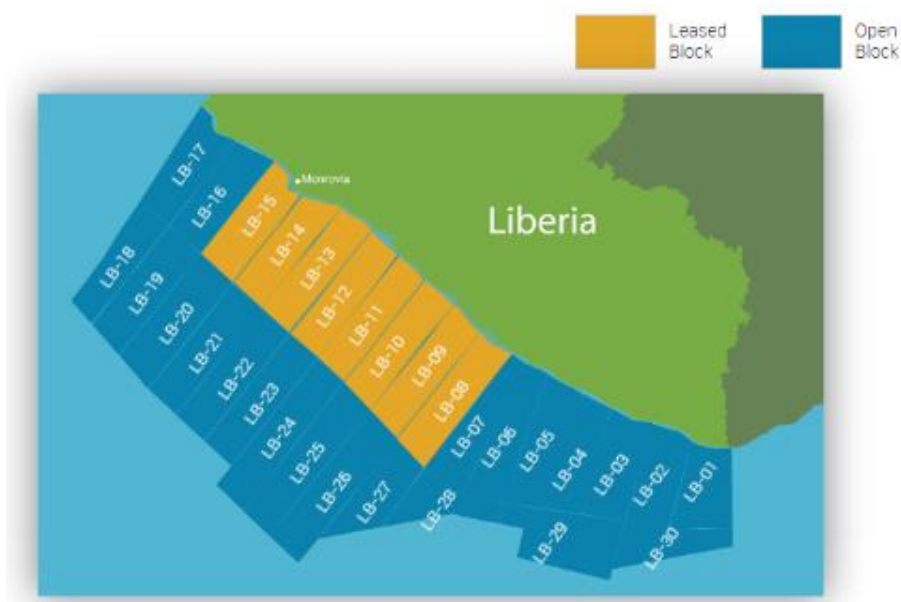 Leased
Block
Open
Block
Monrovia
Liberia
LB-17
LB-16
LB-15
LB-14
LB-13
LB-12
LB-11
LB-10
LB-09
LB-08
LB-07
LB-06
LB-05
LB-04
LB-03
LB-02
LB-01
LB-18
LB-19
LB-20
LB-21
LB-22
LB-23
LB-24
LB-25
LB-26
LB-27
LB-28
LB-29
LB-30